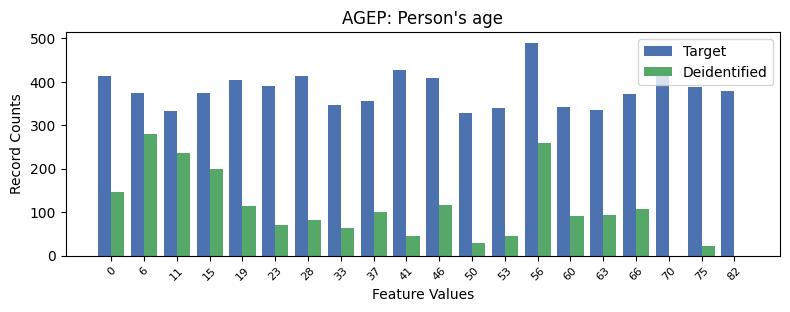 AGEP: Person's age
500
400
300
200
100
0
Record Counts
Target
Deidentified
0 6 11 15 19 23 28 33 37 41 46 50 53 56 60 63 66 70 75 82
Feature Values